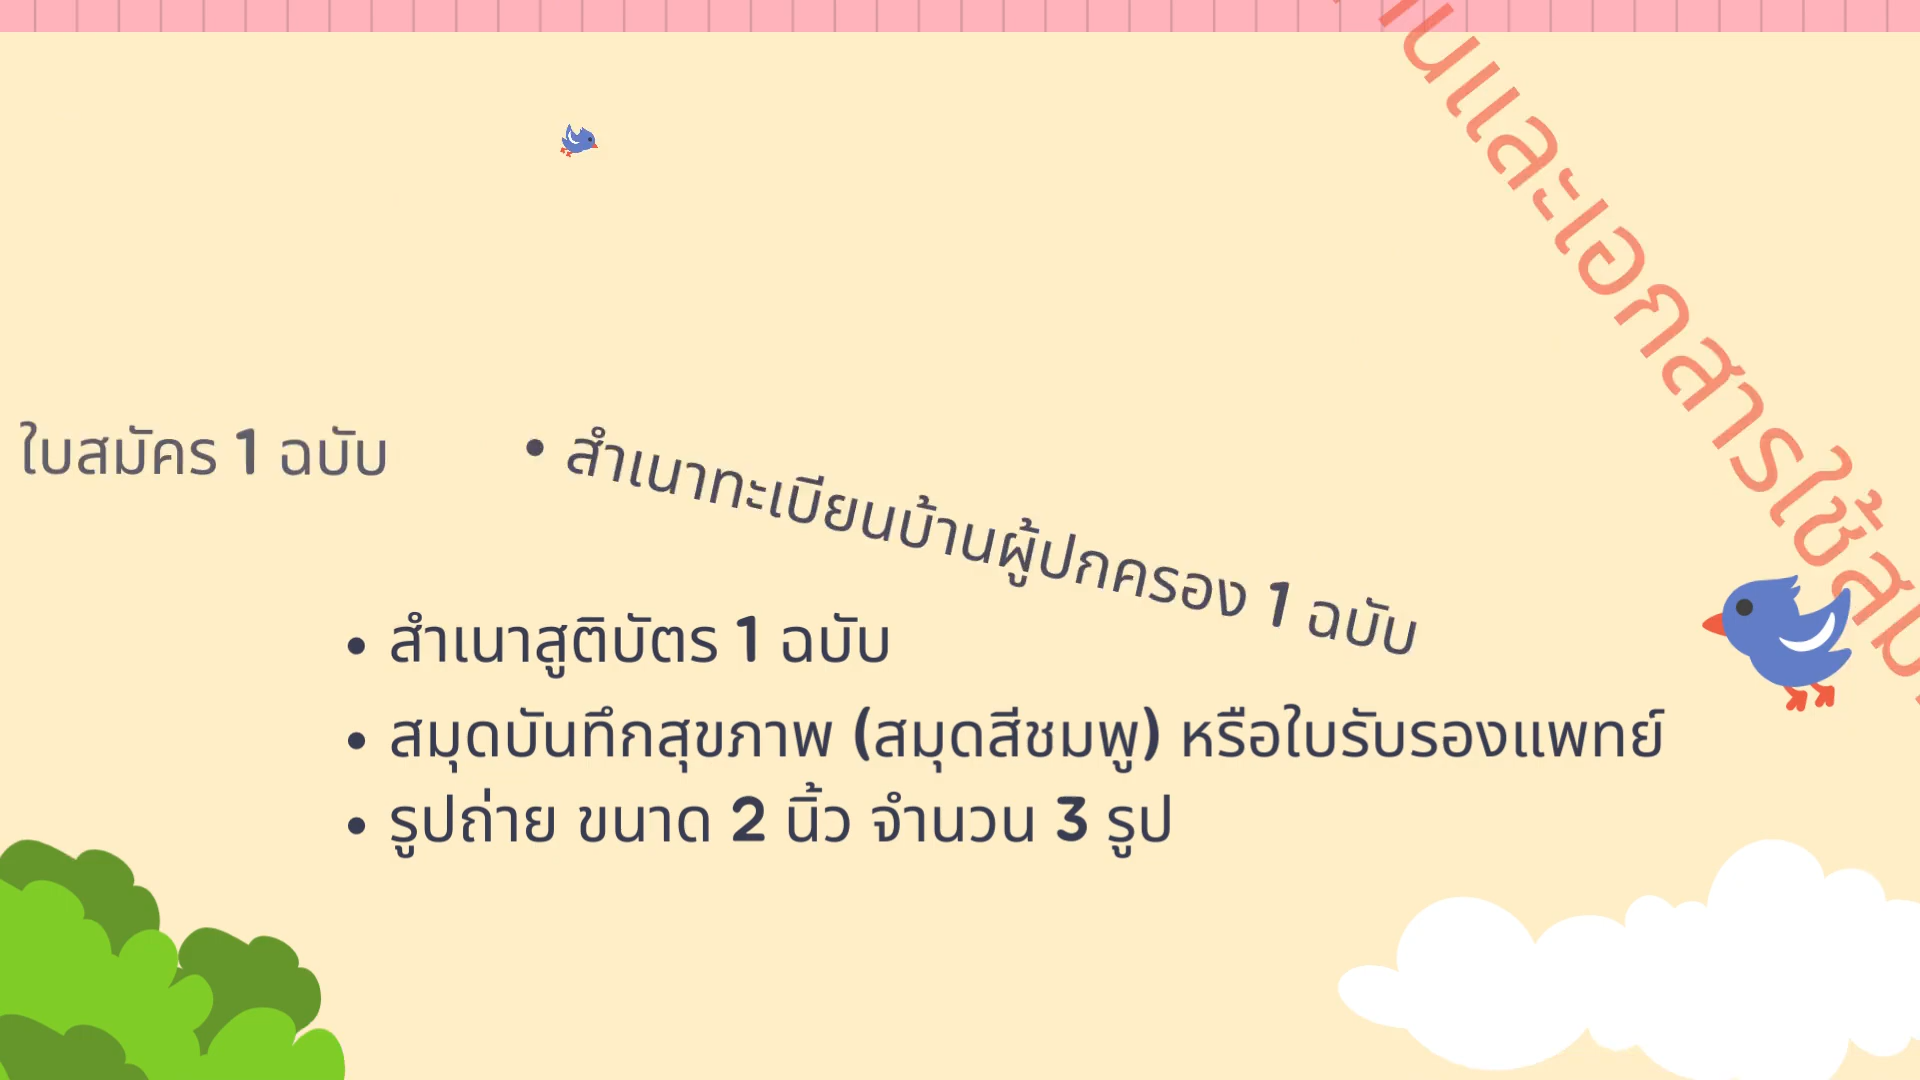 านและเอกสารใช้สม
ใบสมัคร 1 ฉบับ
• สำเนาทะเบียนบ้านผู้ปกครอง 1 ฉบับ
• สำเนาสูติบัตร 1 ฉบับ
• สมุดบันทึกสุขภาพ (สมุดสีชมพู) หรือใบรับรองแพทย์
• รูปถ่าย ขนาด 2 นิ้ว จำนวน 3 รูป